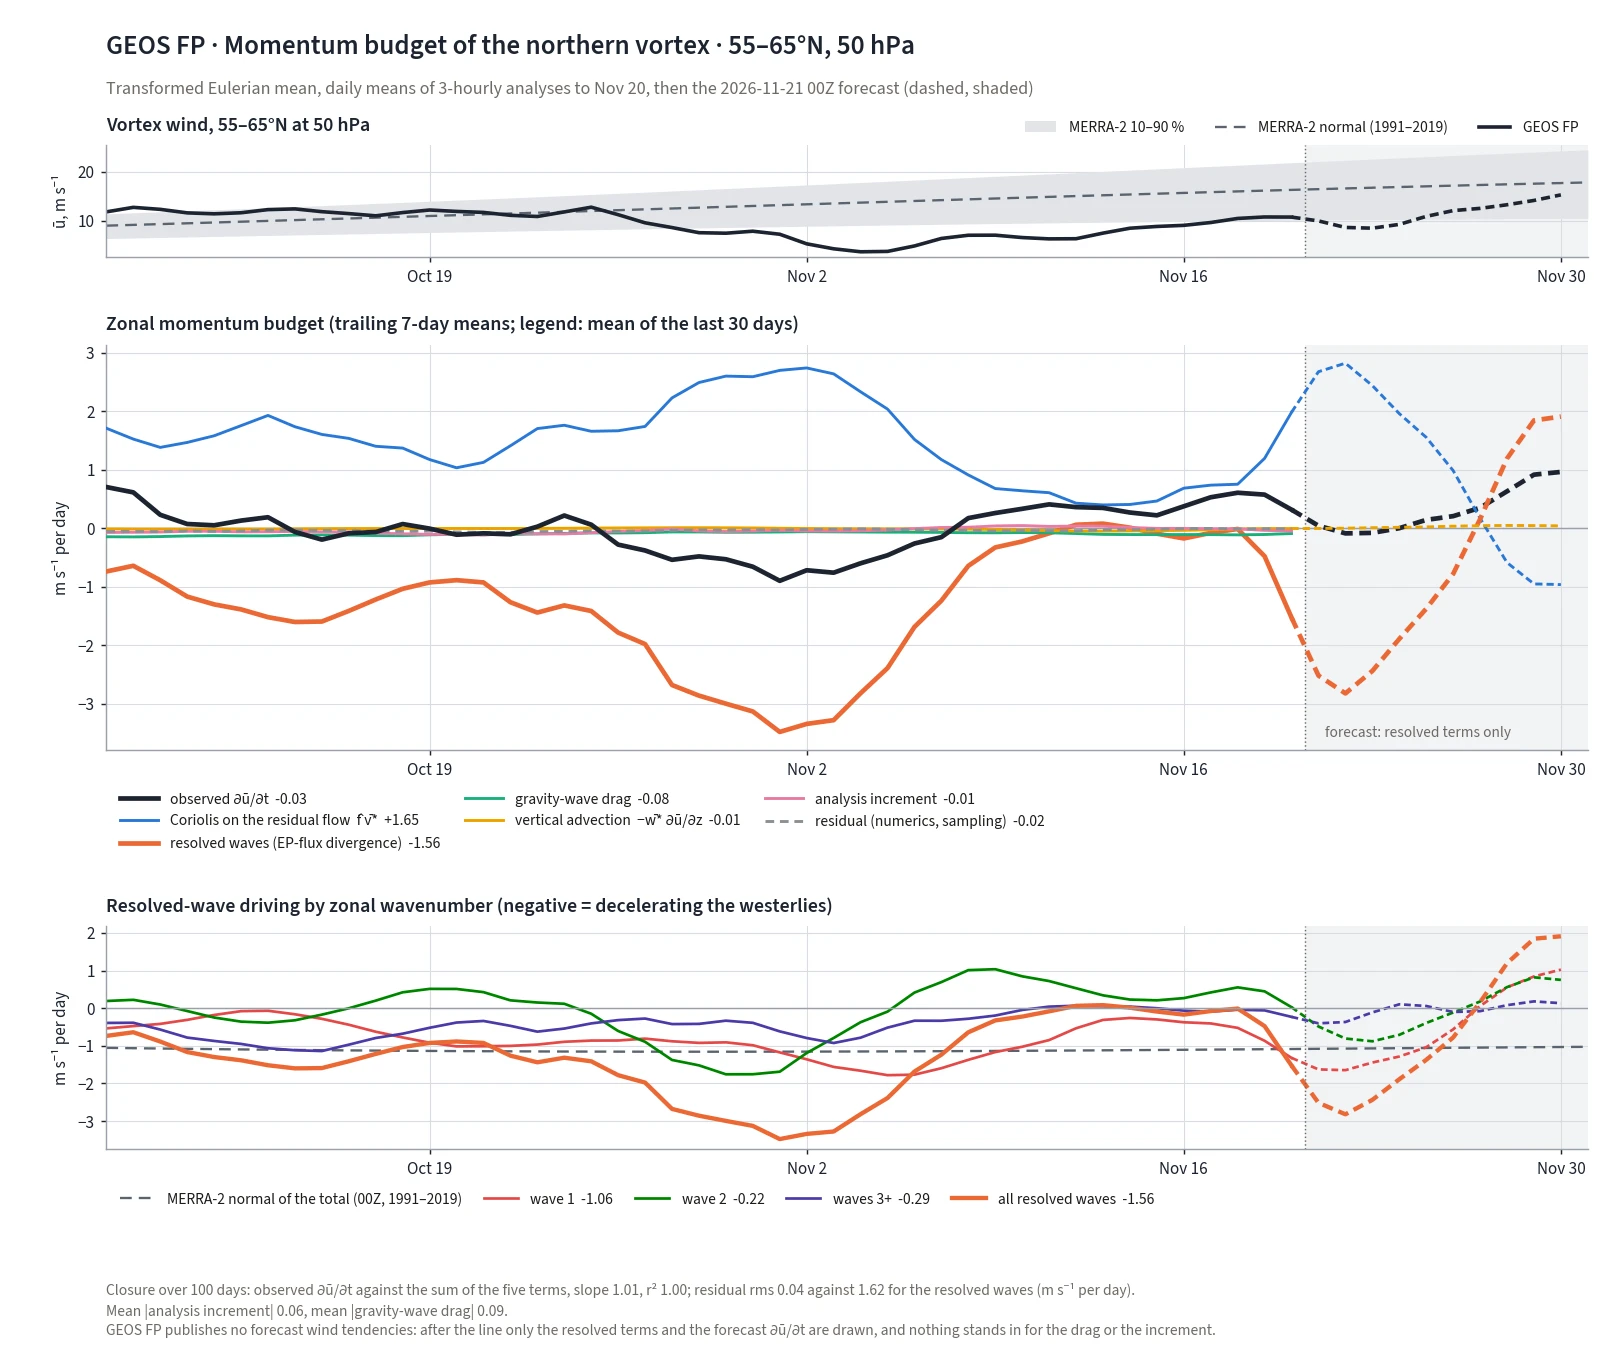 GEOS FP · Momentum budget of the northern vortex · 55–65°N, 50 hPa
Transformed Eulerian mean, daily means of 3-hourly analyses to Nov 20, then the 2026-11-21 00Z forecast (dashed, shaded)
Vortex wind, 55–65°N at 50 hPa
MERRA-2 10–90 %
MERRA-2 normal (1991–2019)
GEOS FP
ū, m s⁻¹
20
10
Oct 19
Nov 2
Nov 16
Nov 30
Zonal momentum budget (trailing 7-day means; legend: mean of the last 30 days)
m s⁻¹ per day
3
2
1
0
−1
−2
−3
forecast: resolved terms only
Oct 19
Nov 2
Nov 16
Nov 30
observed ∂ū/∂t -0.03
Coriolis on the residual flow f v̄* +1.65
resolved waves (EP-flux divergence) -1.56
gravity-wave drag -0.08
vertical advection −w̄* ∂ū/∂z -0.01
analysis increment -0.01
residual (numerics, sampling) -0.02
Resolved-wave driving by zonal wavenumber (negative = decelerating the westerlies)
m s⁻¹ per day
2
1
0
−1
−2
−3
Oct 19
Nov 2
Nov 16
Nov 30
MERRA-2 normal of the total (00Z, 1991–2019)
wave 1 -1.06
wave 2 -0.22
waves 3+ -0.29
all resolved waves -1.56
Closure over 100 days: observed ∂ū/∂t against the sum of the five terms, slope 1.01, r² 1.00; residual rms 0.04 against 1.62 for the resolved waves (m s⁻¹ per day).
Mean |analysis increment| 0.06, mean |gravity-wave drag| 0.09.
GEOS FP publishes no forecast wind tendencies: after the line only the resolved terms and the forecast ∂ū/∂t are drawn, and nothing stands in for the drag or the increment.